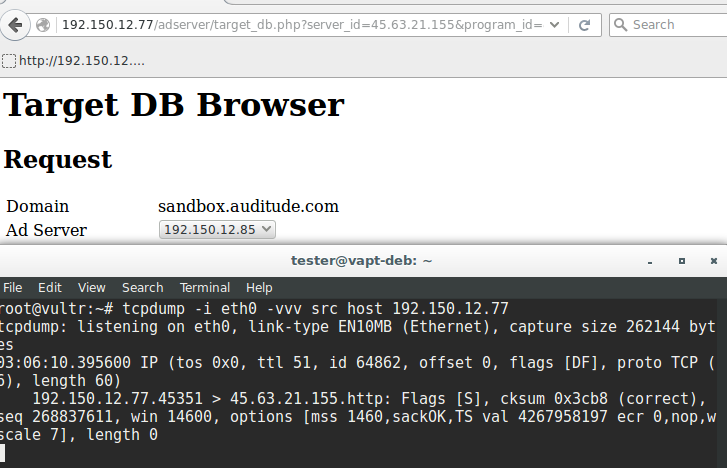 192.150.12.77/adserver/target_db.php?server_id=45.63.21.155&program_id=
Search
http://192.150.12....
Target DB Browser
Request
Domain sandbox.auditude.com
Ad Server 192.150.12.85
tester@vapt-deb: ~
File Edit View Search Terminal Help
root@vultr:~# tcpdump -i eth0 -vvv src host 192.150.12.77
tcpdump: listening on eth0, link-type EN10MB (Ethernet), capture size 262144 byt
es
03:06:10.395600 IP (tos 0x0, ttl 51, id 64862, offset 0, flags [DF], proto TCP (
6), length 60)
192.150.12.77.45351 > 45.63.21.155.http: Flags [S], cksum 0x3cb8 (correct),
seq 268837611, win 14600, options [mss 1460,sackOK,TS val 4267958197 ecr 0,nop,w
scale 7], length 0